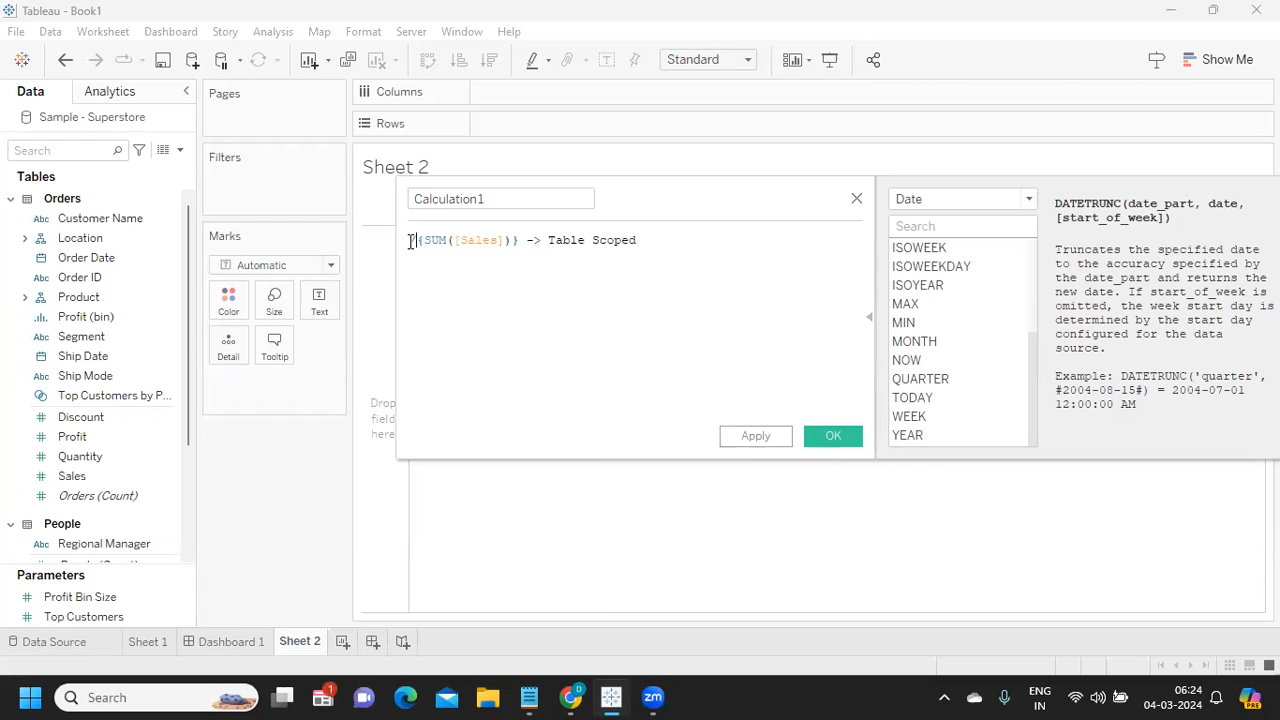 Tableau - Book1
File Data Worksheet Dashboard Story Analysis Map Format Server Window Help
Standard
Show Me
Data Analytics
Pages
Columns
Sample - Superstore
Rows
Search
Filters
Sheet 2
Tables
Orders
Customer Name
Location
Order Date
Order ID
Product
Profit (bin)
Segment
Ship Date
Ship Mode
Top Customers by P...
Discount
Profit
Quantity
Sales
Orders (Count)
People
Regional Manager
Parameters
Profit Bin Size
Top Customers
Marks
Automatic
Color Size Text
Detail Tooltip
Drop
field
here
Calculation1
{SUM([Sales])} -> Table Scoped
Apply OK
Date
Search
ISOWEEK
ISOWEEKDAY
ISOYEAR
MAX
MIN
MONTH
NOW
QUARTER
TODAY
WEEK
YEAR
DATETRUNC(date_part, date,
[start_of_week])
Truncates the specified date
to the accuracy specified by
the date_part and returns the
new date. If start_of_week is
omitted, the week start day is
determined by the start day
configured for the data
source.
Example: DATETRUNC('quarter',
#2004-08-15#) = 2004-07-01
12:00:00 AM
Data Source Sheet 1 Dashboard 1 Sheet 2
Search
1
zm
PRE
ENG
IN
06:24
04-03-2024